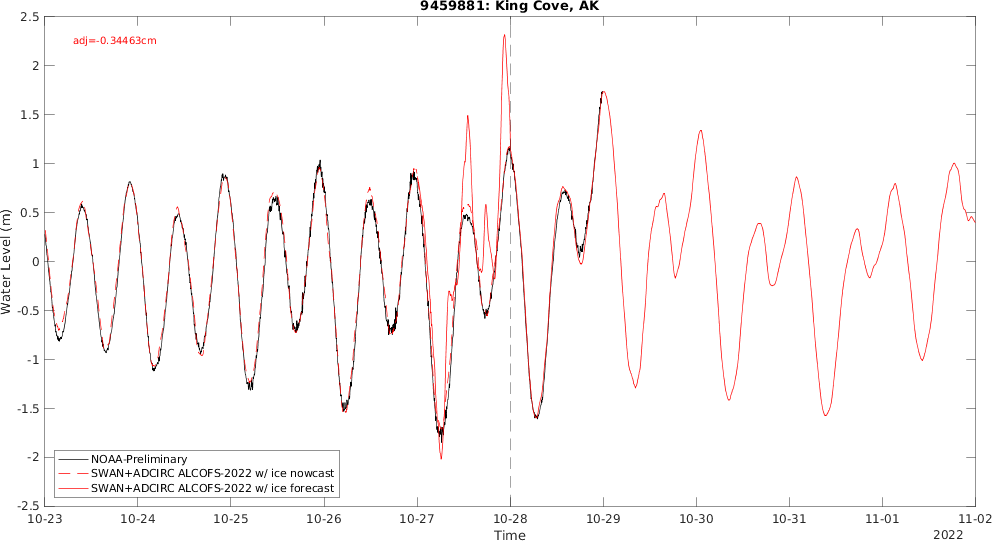 9459881: King Cove, AK
adj=-0.34463cm
2.5
2
1.5
1
0.5
0
-0.5
-1
-1.5
-2
-2.5
Water Level (m)
NOAA-Preliminary
SWAN+ADCIRC ALCOFS-2022 w/ ice nowcast
SWAN+ADCIRC ALCOFS-2022 w/ ice forecast
10-23 10-24 10-25 10-26 10-27 10-28 10-29 10-30 10-31 11-01 11-02
Time
2022